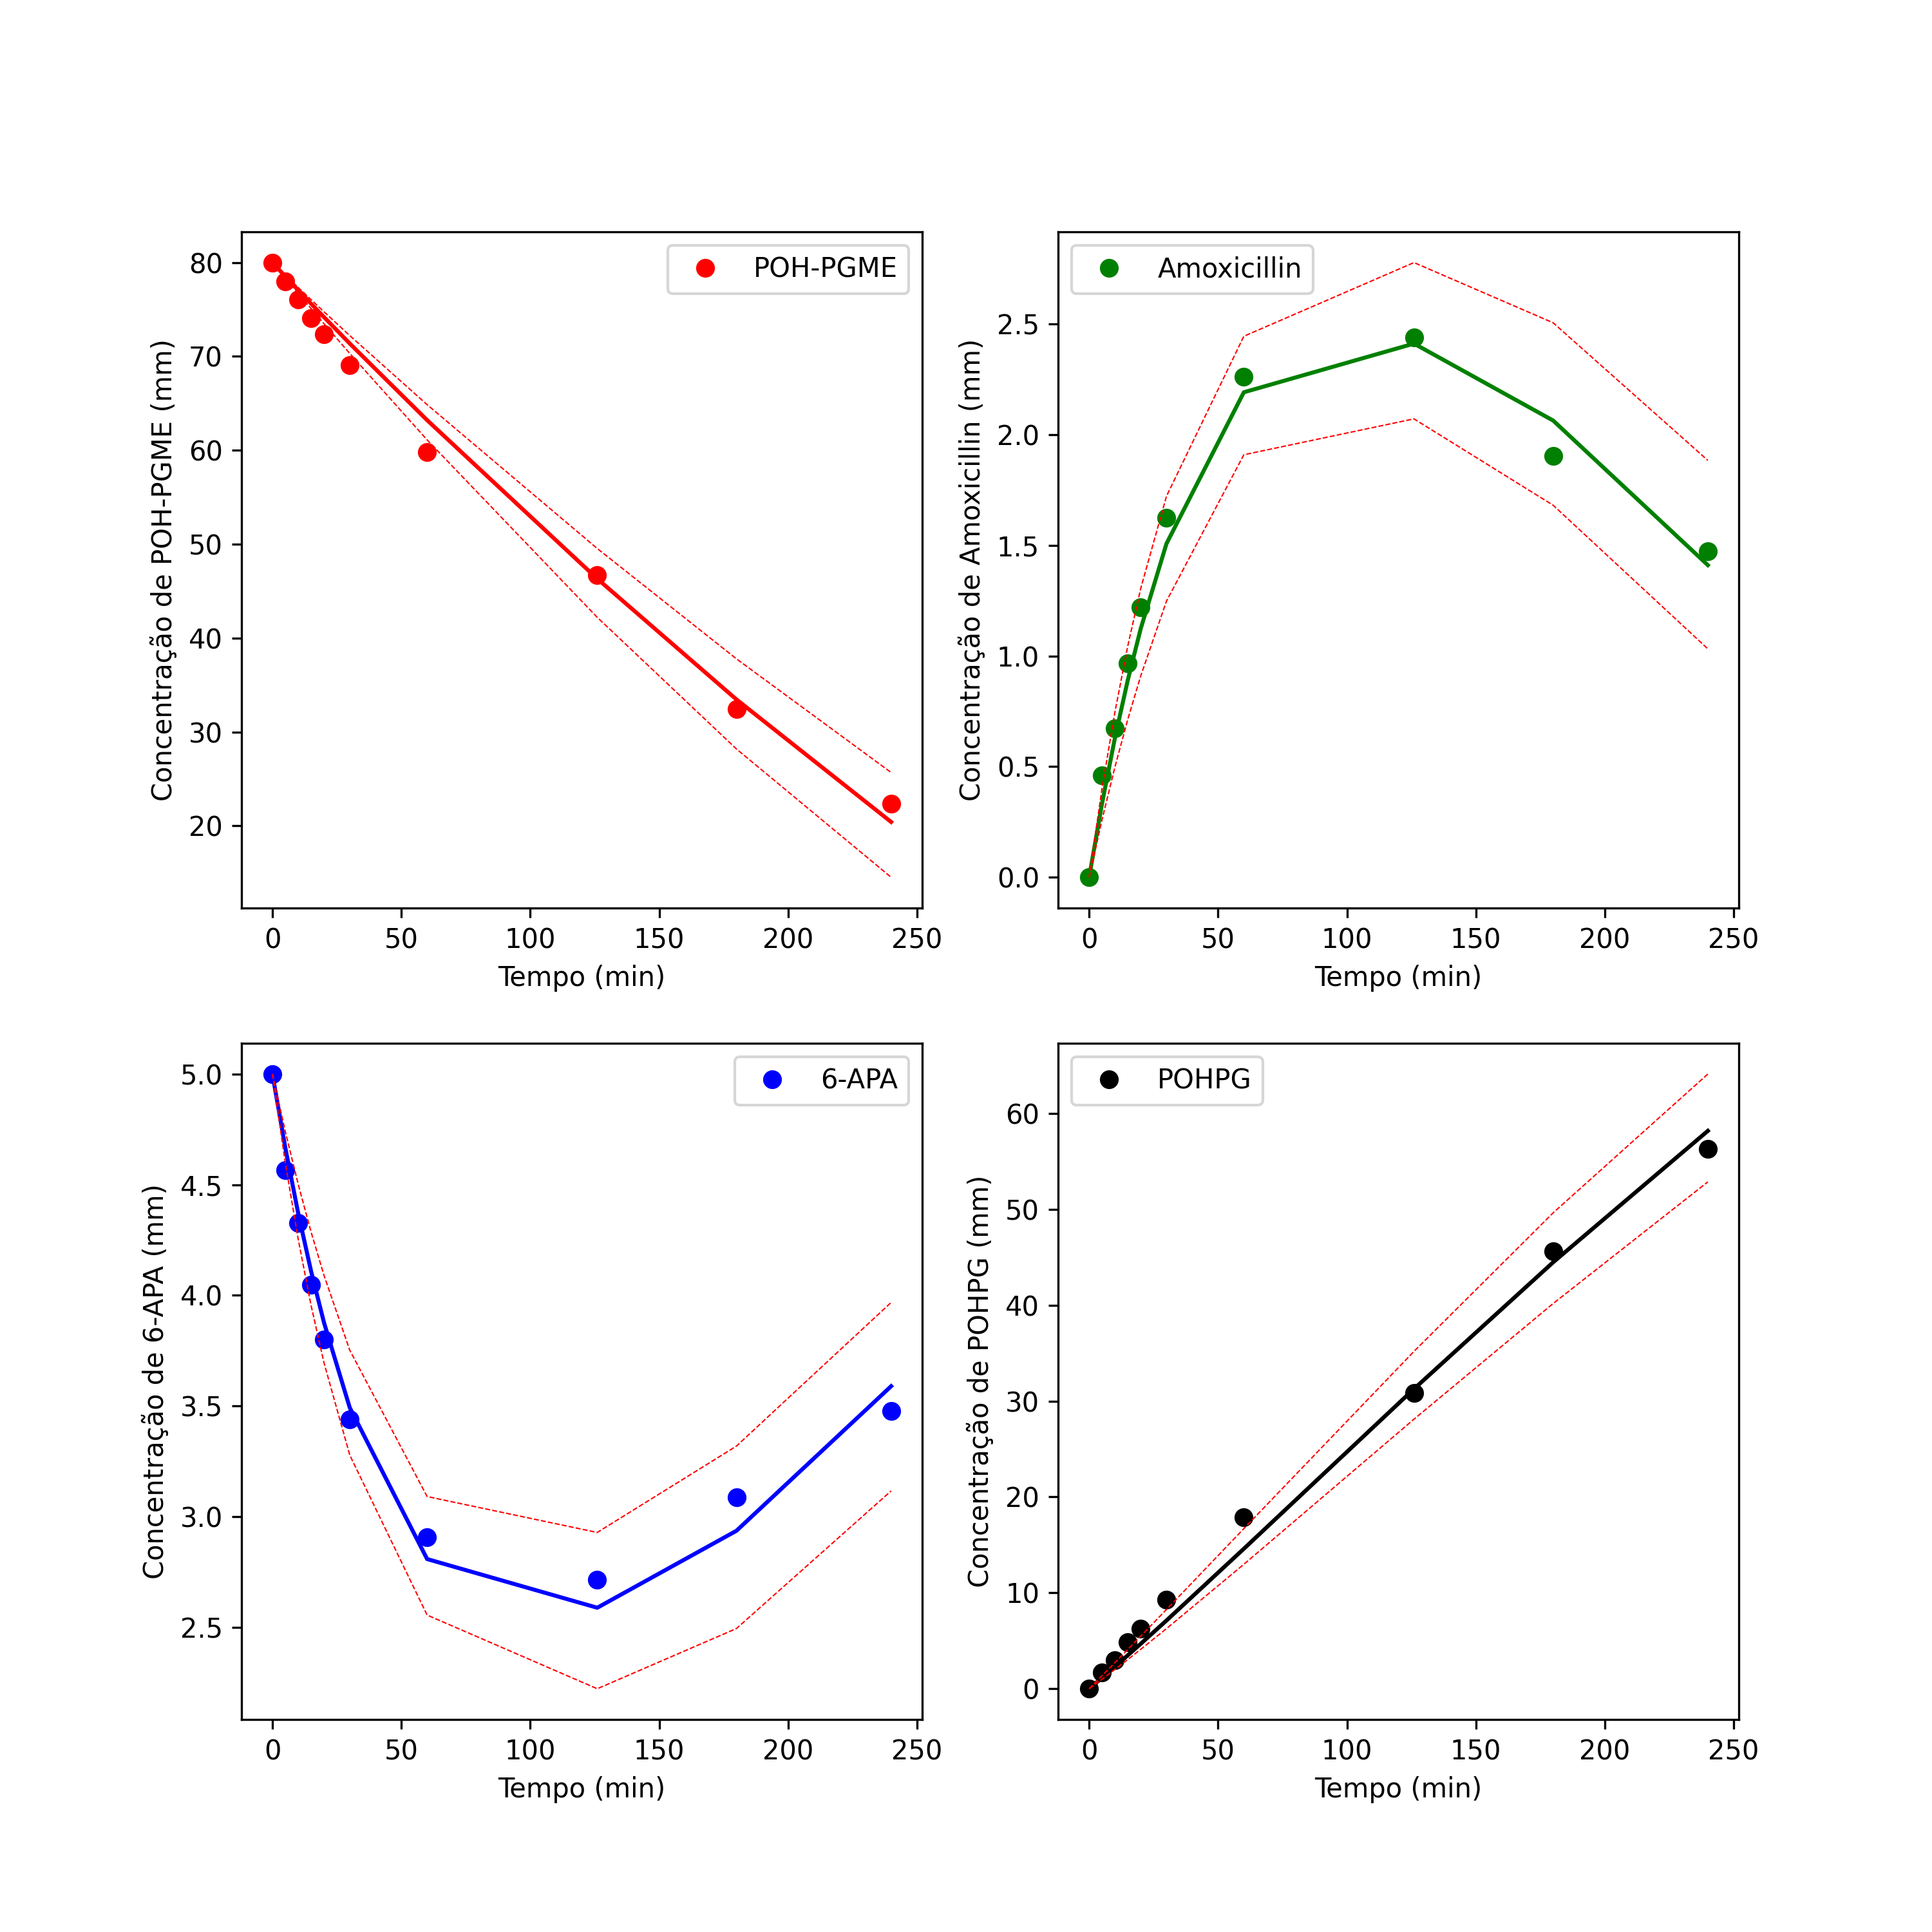 POH-PGME
80
70
60
50
40
30
20
Concentração de POH-PGME (mm)
0 50 100 150 200 250
Tempo (min)
Amoxicillin
2.5
2.0
1.5
1.0
0.5
0.0
Concentração de Amoxicillin (mm)
0 50 100 150 200 250
Tempo (min)
6-APA
5.0
4.5
4.0
3.5
3.0
2.5
Concentração de 6-APA (mm)
0 50 100 150 200 250
Tempo (min)
POHPG
60
50
40
30
20
10
0
Concentração de POHPG (mm)
0 50 100 150 200 250
Tempo (min)